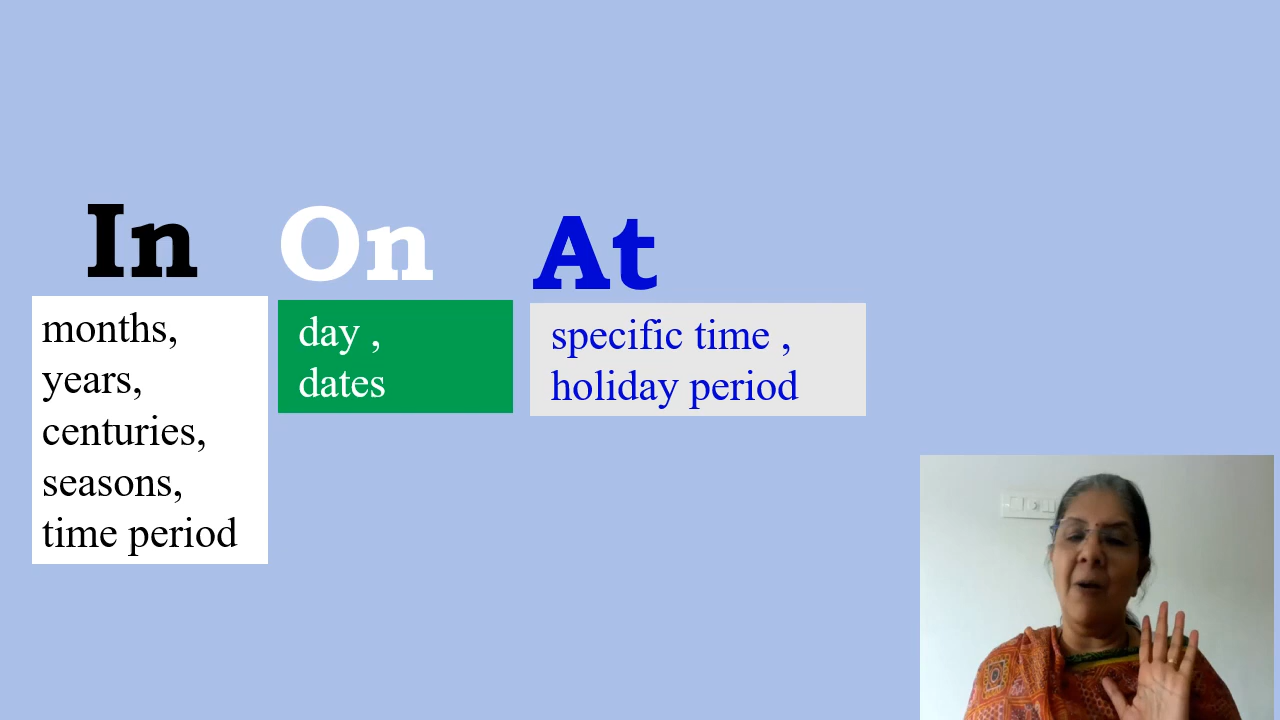 In
On
At
months,
years,
centuries,
seasons,
time period
day ,
dates
specific time ,
holiday period